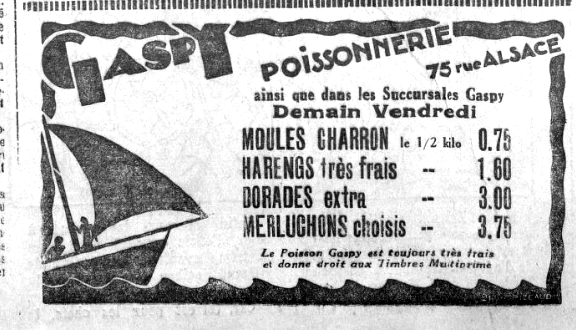 GASPY
POISSONNERIE
75 rue ALSACE
ainsi que dans les Succursales Gaspy
Demain Vendredi
MOULES CHARRON le 1/2 kilo 0.75
HARENGS très frais -- 1.60
DORADES extra -- 3.00
MERLUCHONS choisis -- 3.75
Le Poisson Gaspy est toujours très frais
et donne droit aux Timbres Multiprime